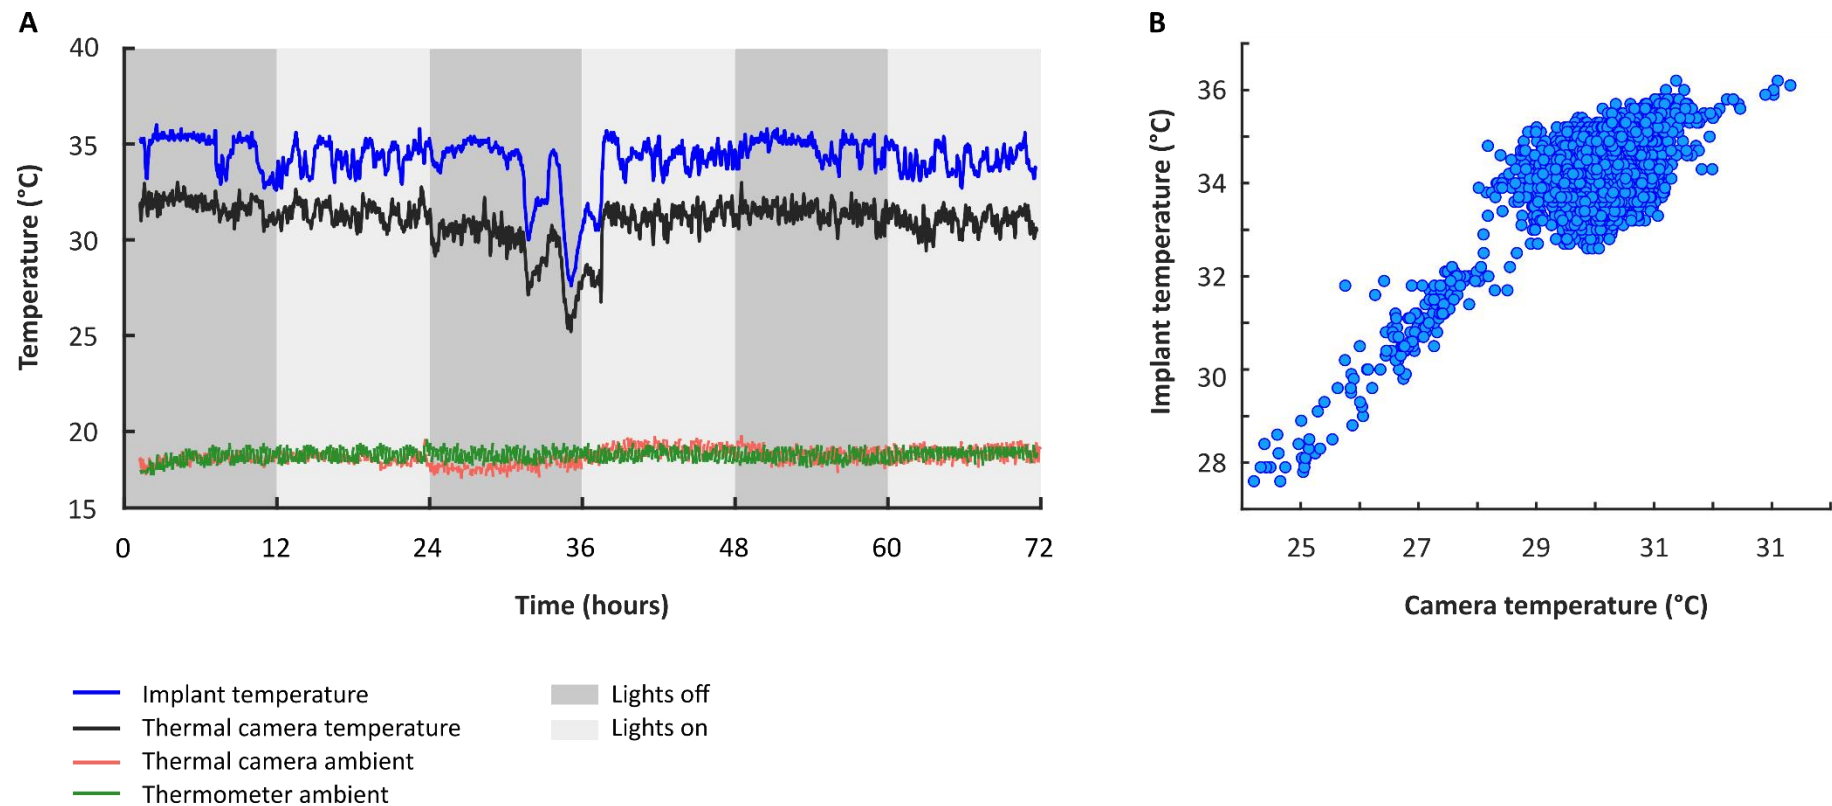 A
B
40
35
30
25
20
15
Temperature (°C)
0 12 24 36 48 60 72
Time (hours)
36
34
32
30
28
Implant temperature (°C)
25 27 29 31 31
Camera temperature (°C)
Implant temperature
Thermal camera temperature
Thermal camera ambient
Thermometer ambient
Lights off
Lights on